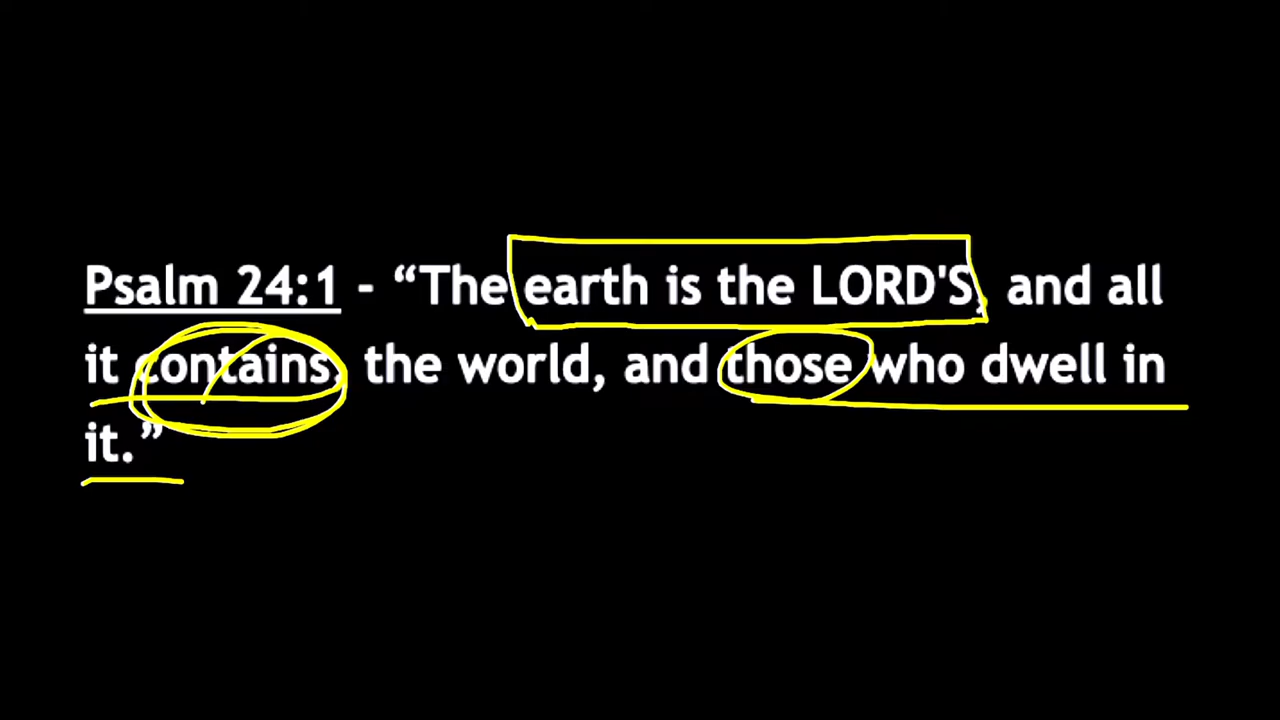 Psalm 24:1 - “The earth is the LORD'S, and all
it contains, the world, and those who dwell in
it.”